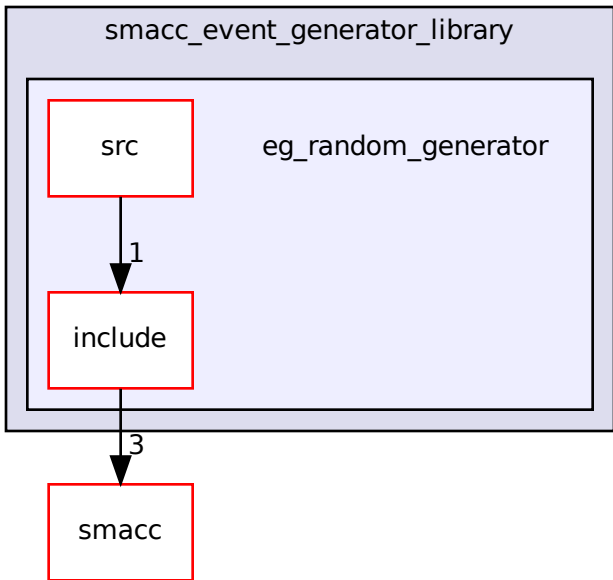 smacc_event_generator_library
src
eg_random_generator
1
include
3
smacc